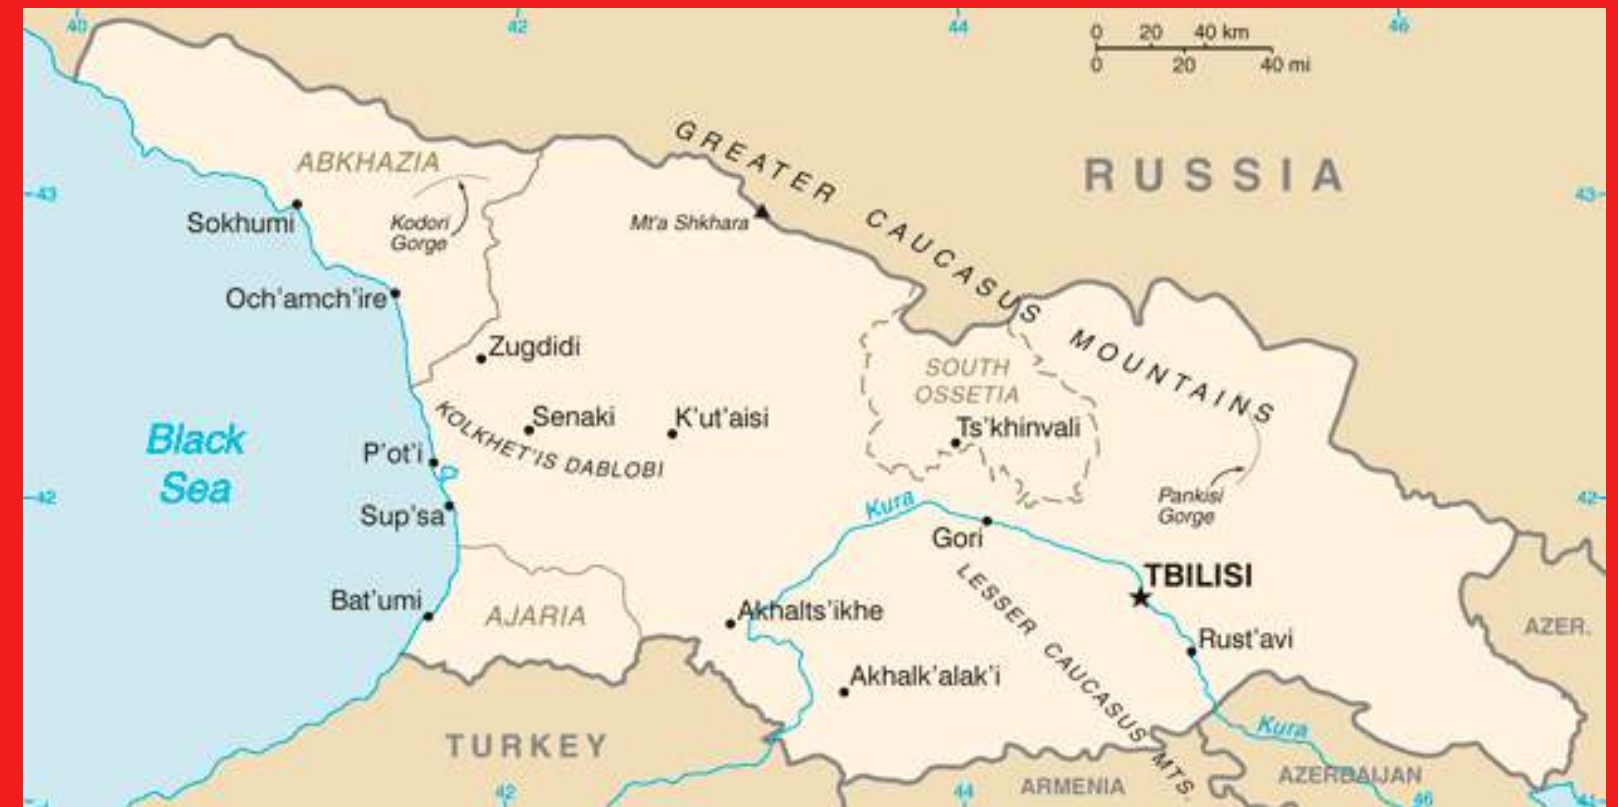 40
42
44
46
0 20 40 km
0 20 40 mi
GREATER CAUCASUS MOUNTAINS
RUSSIA
ABKHAZIA
43
43
Kodori
Gorge
Sokhumi
Mt'a Shkhara
Och'amch'ire
Zugdidi
SOUTH
OSSETIA
Ts'khinvali
Senaki
K'ut'aisi
KOLKHET'IS DABLOBI
Black
Sea
P'ot'i
42
42
Sup'sa
Kura
Pankisi
Gorge
Gori
TBILISI
LESSER CAUCASUS MTS.
Bat'umi
AJARIA
Akhalts'ikhe
Rust'avi
AZER.
Akhalk'alak'i
TURKEY
Kura
ARMENIA
AZERBAIJAN
42
44
46
41